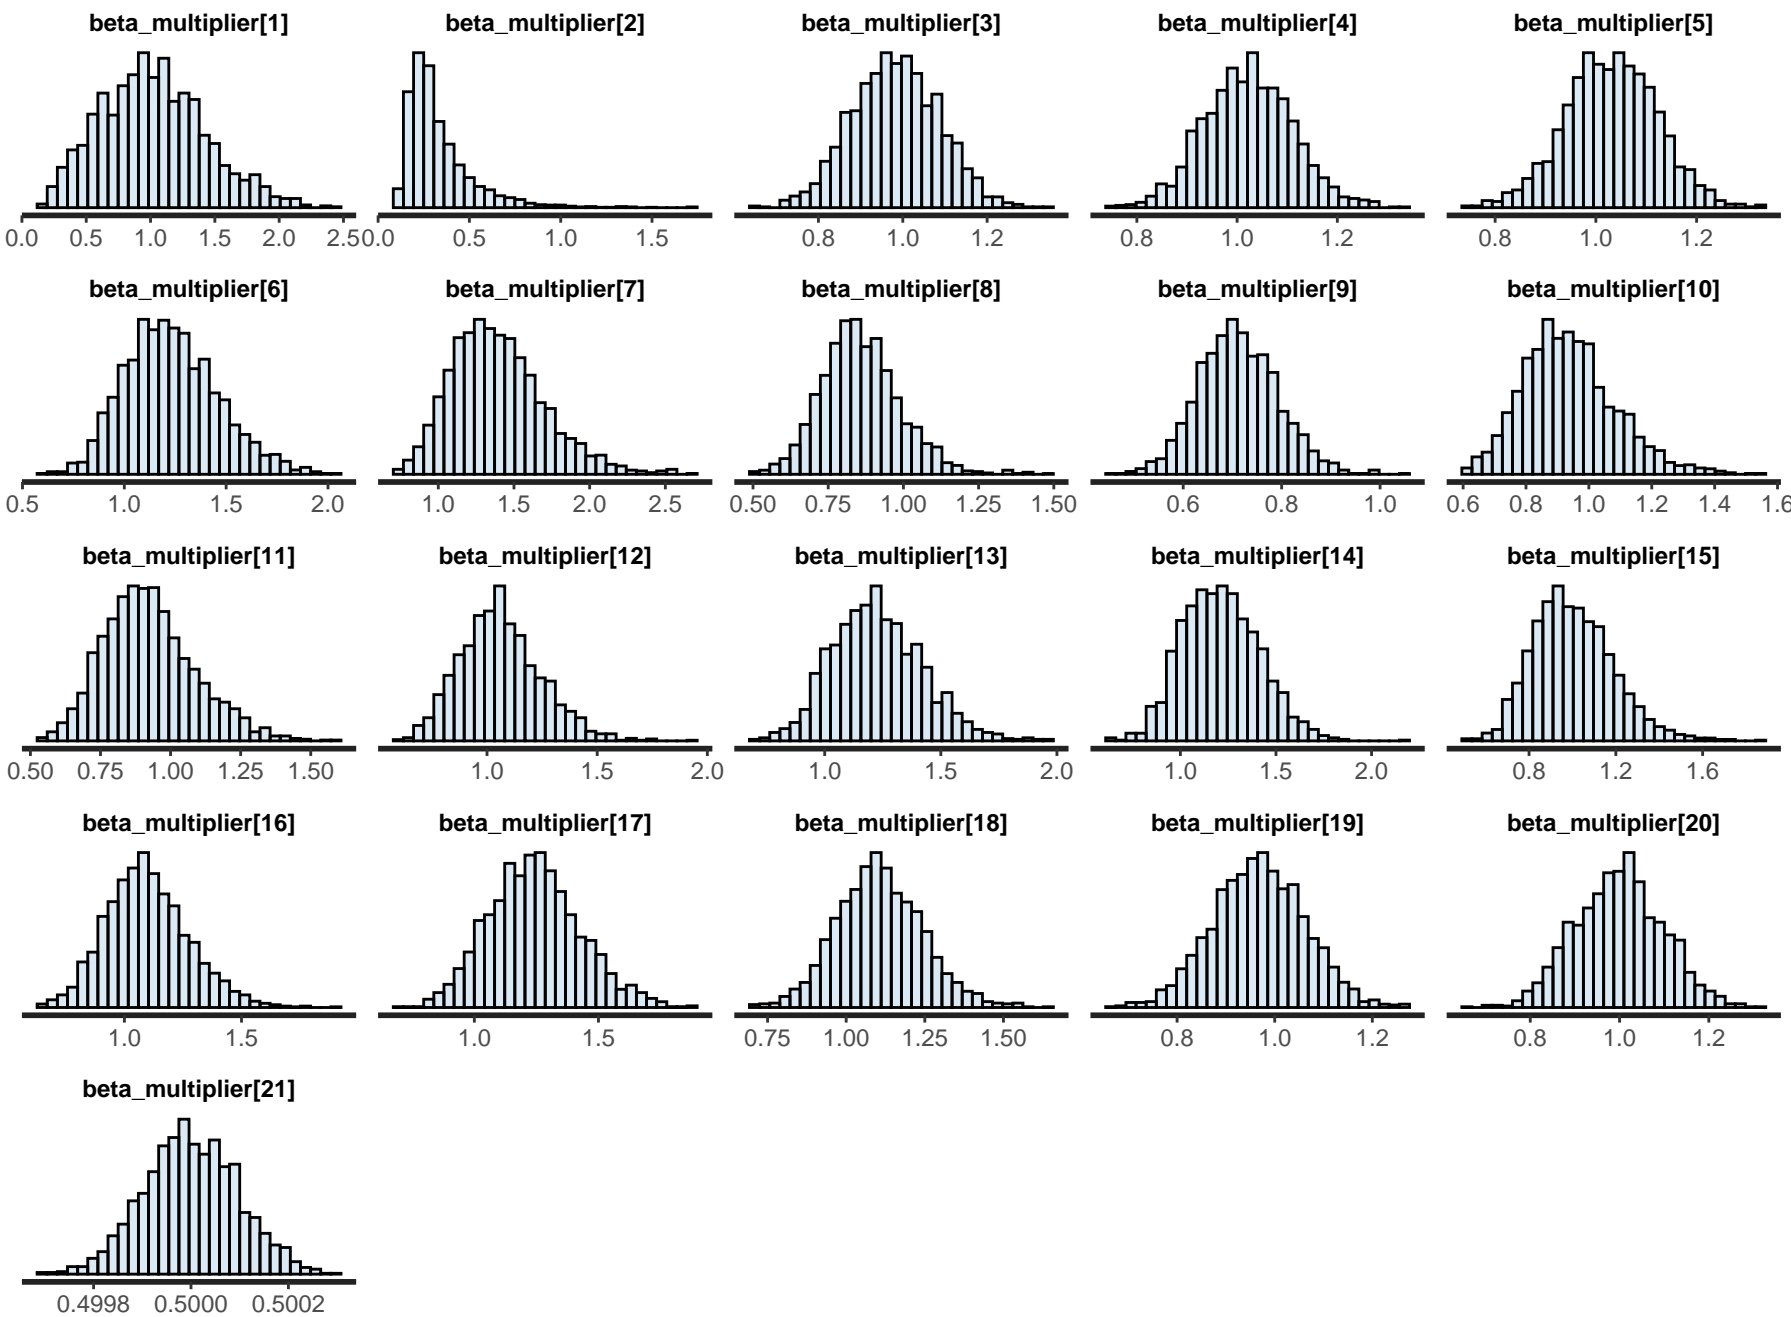 beta_multiplier[1] beta_multiplier[2] beta_multiplier[3] beta_multiplier[4] beta_multiplier[5]
0.0 0.5 1.0 1.5 2.0 2.5 0.0 0.5 1.0 1.5 0.8 1.0 1.2 0.8 1.0 1.2 0.8 1.0 1.2
beta_multiplier[6] beta_multiplier[7] beta_multiplier[8] beta_multiplier[9] beta_multiplier[10]
0.5 1.0 1.5 2.0 1.0 1.5 2.0 2.5 0.50 0.75 1.00 1.25 1.50 0.6 0.8 1.0 0.6 0.8 1.0 1.2 1.4 1.6
beta_multiplier[11] beta_multiplier[12] beta_multiplier[13] beta_multiplier[14] beta_multiplier[15]
0.50 0.75 1.00 1.25 1.50 1.0 1.5 2.0 1.0 1.5 2.0 1.0 1.5 2.0 0.8 1.2 1.6
beta_multiplier[16] beta_multiplier[17] beta_multiplier[18] beta_multiplier[19] beta_multiplier[20]
1.0 1.5 1.0 1.5 0.75 1.00 1.25 1.50 0.8 1.0 1.2 0.8 1.0 1.2
beta_multiplier[21]
0.4998 0.5000 0.5002